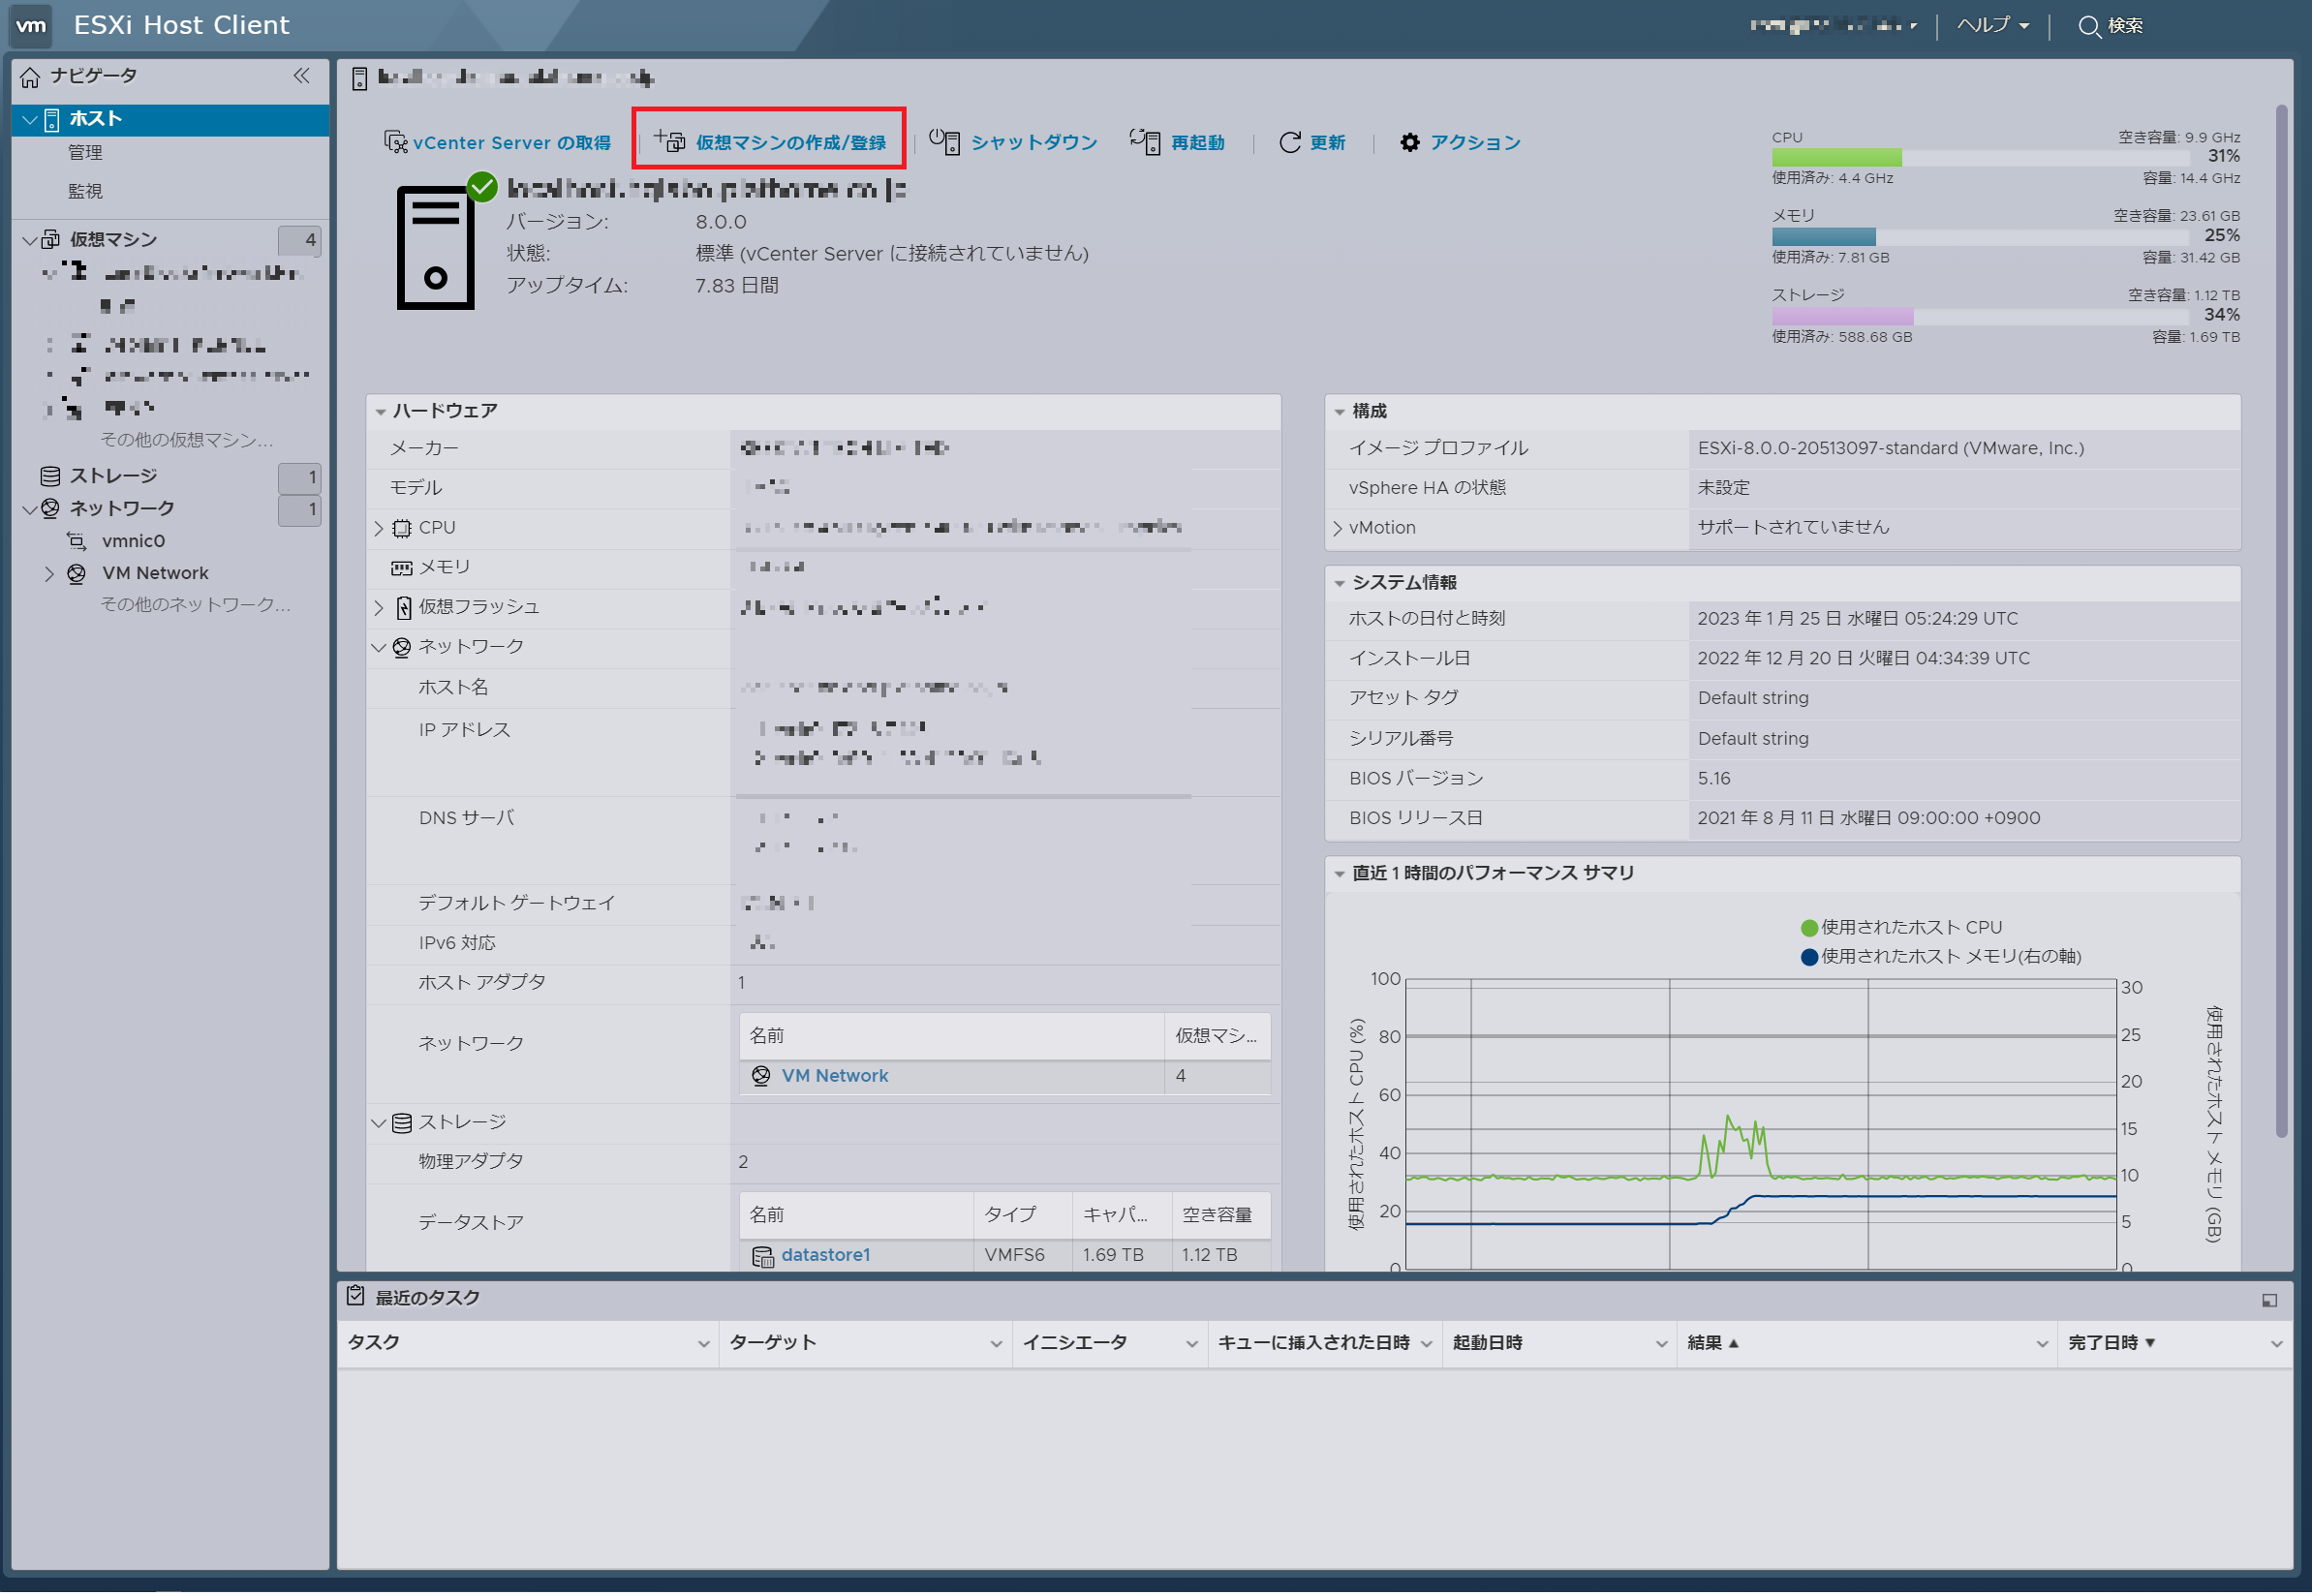 vm ESXi Host Client
ヘルプ
検索
ナビゲータ
ホスト
管理
監視
仮想マシン 4
その他の仮想マシン...
ストレージ 1
ネットワーク 1
vmnic0
VM Network
その他のネットワーク...
vCenter Server の取得
仮想マシンの作成/登録
シャットダウン
再起動
更新
アクション
バージョン: 8.0.0
状態: 標準 (vCenter Server に接続されていません)
アップタイム: 7.83 日間
CPU 空き容量: 9.9 GHz
31%
使用済み: 4.4 GHz 容量: 14.4 GHz
メモリ 空き容量: 23.61 GB
25%
使用済み: 7.81 GB 容量: 31.42 GB
ストレージ 空き容量: 1.12 TB
34%
使用済み: 588.68 GB 容量: 1.69 TB
ハードウェア
メーカー
モデル
CPU
メモリ
仮想フラッシュ
ネットワーク
ホスト名
IP アドレス
DNS サーバ
デフォルト ゲートウェイ
IPv6 対応
ホスト アダプタ 1
ネットワーク
名前 仮想マシ...
VM Network 4
ストレージ
物理アダプタ 2
データストア
名前 タイプ キャパ... 空き容量
datastore1 VMFS6 1.69 TB 1.12 TB
構成
イメージ プロファイル ESXi-8.0.0-20513097-standard (VMware, Inc.)
vSphere HA の状態 未設定
vMotion サポートされていません
システム情報
ホストの日付と時刻 2023 年 1 月 25 日 水曜日 05:24:29 UTC
インストール日 2022 年 12 月 20 日 火曜日 04:34:39 UTC
アセット タグ Default string
シリアル番号 Default string
BIOS バージョン 5.16
BIOS リリース日 2021 年 8 月 11 日 水曜日 09:00:00 +0900
直近 1 時間のパフォーマンス サマリ
使用されたホスト CPU
使用されたホスト メモリ(右の軸)
使用されたホスト CPU (%)
100
80
60
40
20
0
30
25
20
15
10
5
0
使用されたホスト メモリ (GB)
最近のタスク
タスク ターゲット イニシエータ キューに挿入された日時 起動日時 結果 ▲ 完了日時 ▼